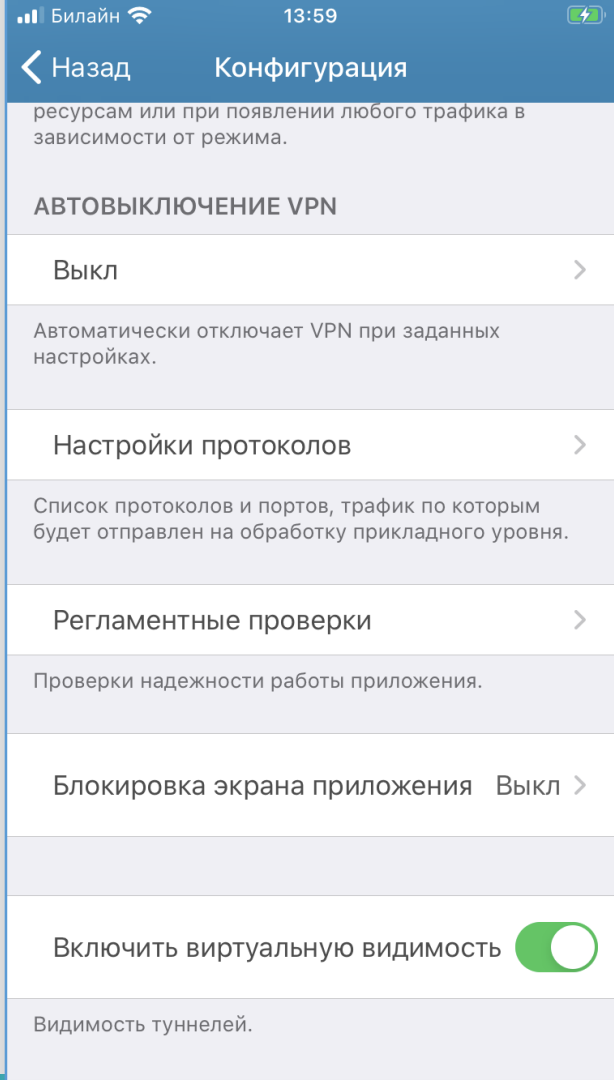 Билайн 13:59
Назад Конфигурация
ресурсам или при появлении любого трафика в
зависимости от режима.
АВТОВЫКЛЮЧЕНИЕ VPN
Выкл
Автоматически отключает VPN при заданных
настройках.
Настройки протоколов
Список протоколов и портов, трафик по которым
будет отправлен на обработку прикладного уровня.
Регламентные проверки
Проверки надежности работы приложения.
Блокировка экрана приложения Выкл
Включить виртуальную видимость
Видимость туннелей.